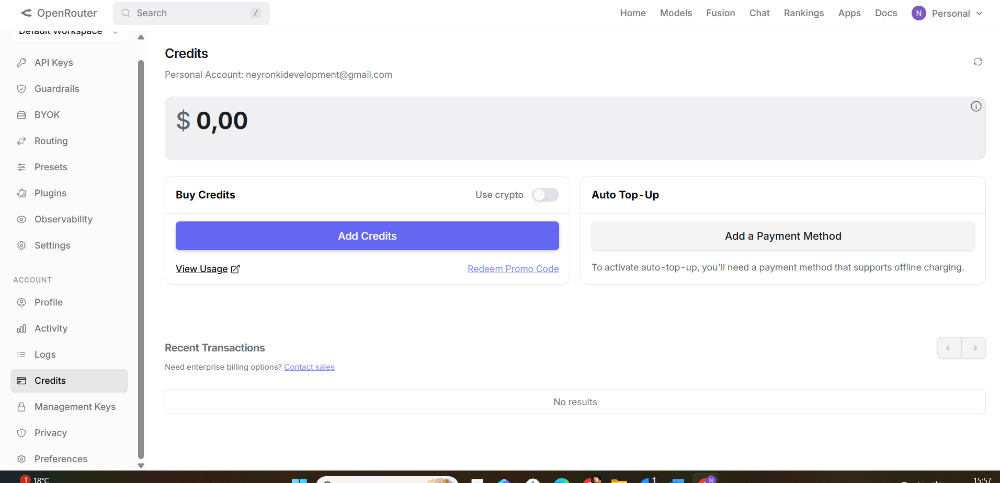 OpenRouter
Search
/
Home
Models
Fusion
Chat
Rankings
Apps
Docs
N
Personal
Default Workspace
API Keys
Guardrails
BYOK
Routing
Presets
Plugins
Observability
Settings
ACCOUNT
Profile
Activity
Logs
Credits
Management Keys
Privacy
Preferences
Credits
Personal Account: neyronkidevelopment@gmail.com
$ 0,00
Buy Credits
Use crypto
Add Credits
View Usage
Redeem Promo Code
Auto Top-Up
Add a Payment Method
To activate auto-top-up, you'll need a payment method that supports offline charging.
Recent Transactions
Need enterprise billing options? Contact sales
No results
1
18°C
1
N
15:57